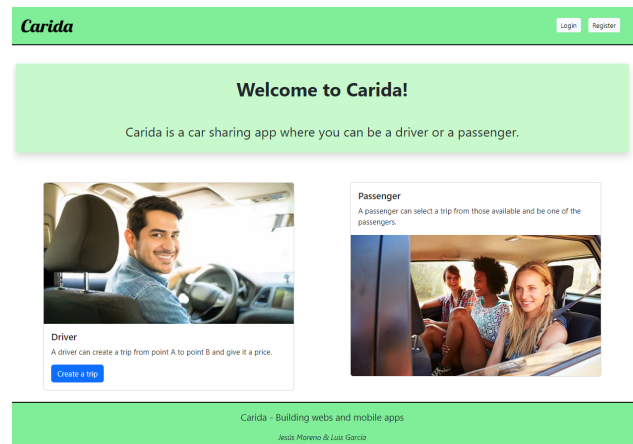 Carida
Login
Register
Welcome to Carida!
Carida is a car sharing app where you can be a driver or a passenger.
Driver
A driver can create a trip from point A to point B and give it a price.
Create a trip
Passenger
A passenger can select a trip from those available and be one of the
passengers.
Carida - Building webs and mobile apps
Jesús Moreno & Luis García